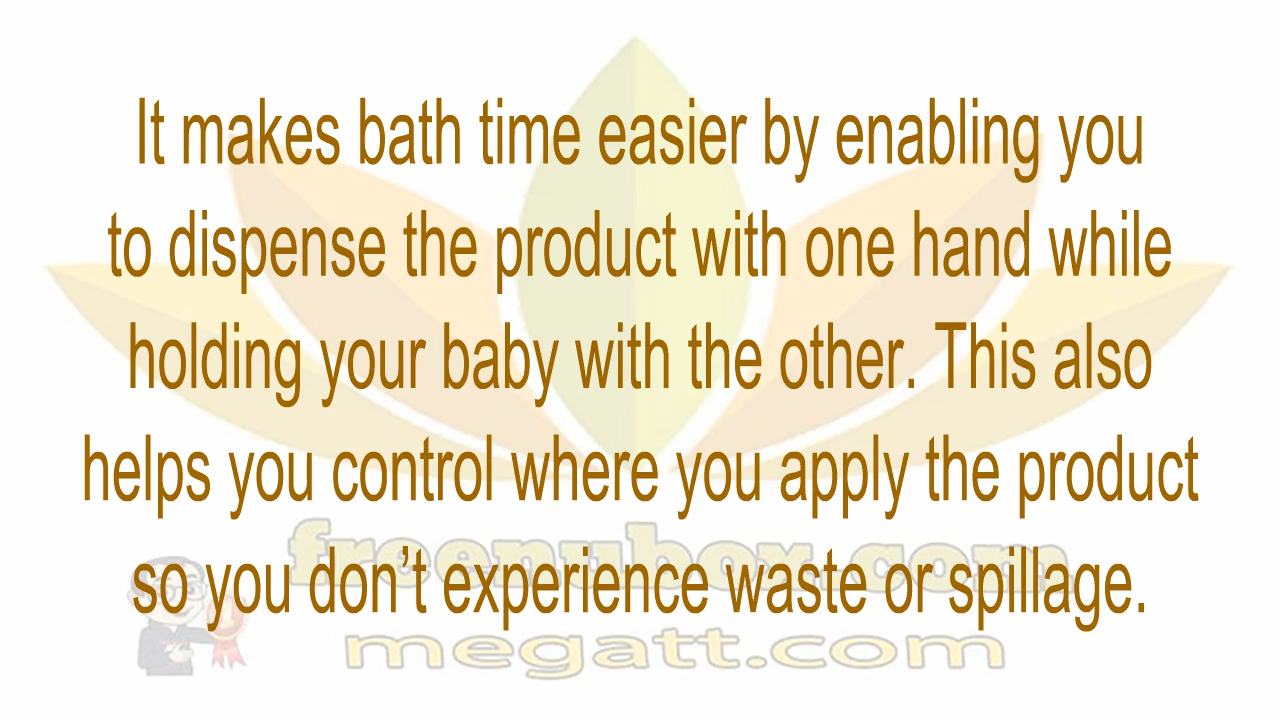 It makes bath time easier by enabling you
to dispense the product with one hand while
holding your baby with the other. This also
helps you control where you apply the product
so you don’t experience waste or spillage.
freenubox.com
megatt.com